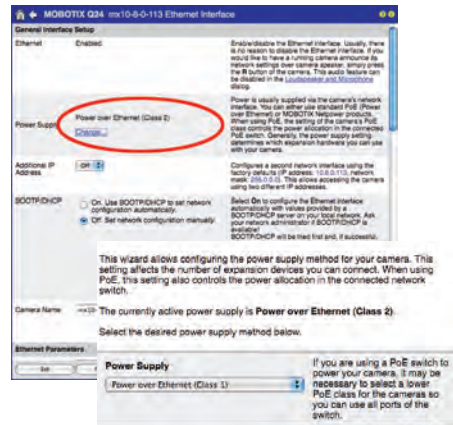 MOBOTIX Q24 mx10-8-0-113 Ethernet Interface
General Interface Setup
Ethernet
Enabled
Enable/disable the Ethernet interface. Usually, there
is no reason to disable the Ethernet interface. If you
would like to have a running camera announce its
network settings over camera speaker, simply press
the R button of the camera. This audio feature can
be disabled in the Loudspeaker and Microphone
dialog.
Power Supply
Power over Ethernet (Class 2)
Change...
Power is usually supplied via the camera's network
interface. You can either use standard PoE (Power
over Ethernet) or MOBOTIX Netpower products.
When using PoE, the setting of the camera's PoE
class controls the power allocation in the connected
PoE switch. Generally, the power supply setting
determines which expansion hardware you can use
with your camera.
Additional IP
Address
Off
Configures a second network interface using the
factory defaults (IP address: 10.8.0.113, network
mask: 255.0.0.0). This allows accessing the camera
using two different IP addresses.
BOOTP/DHCP
On. Use BOOTP/DHCP to set network
configuration automatically.
Off. Set network configuration manually.
Select On to configure the Ethernet interface
automatically with values provided by a
BOOTP/DHCP server on your local network. Ask
your network administrator if BOOTP/DHCP is
available!
BOOTP/DHCP will be tried first and, if successful,
This wizard allows configuring the power supply method for your camera. This
setting affects the number of expansion devices you can connect. When using
PoE, this setting also controls the power allocation in the connected network
switch.
Camera Name
The currently active power supply is Power over Ethernet (Class 2).
Select the desired power supply method below.
Ethernet Parameters
Set
Power Supply
Power over Ethernet (Class 1)
If you are using a PoE switch to
power your camera, it may be
necessary to select a lower
PoE class for the cameras so
you can use all ports of the
switch.